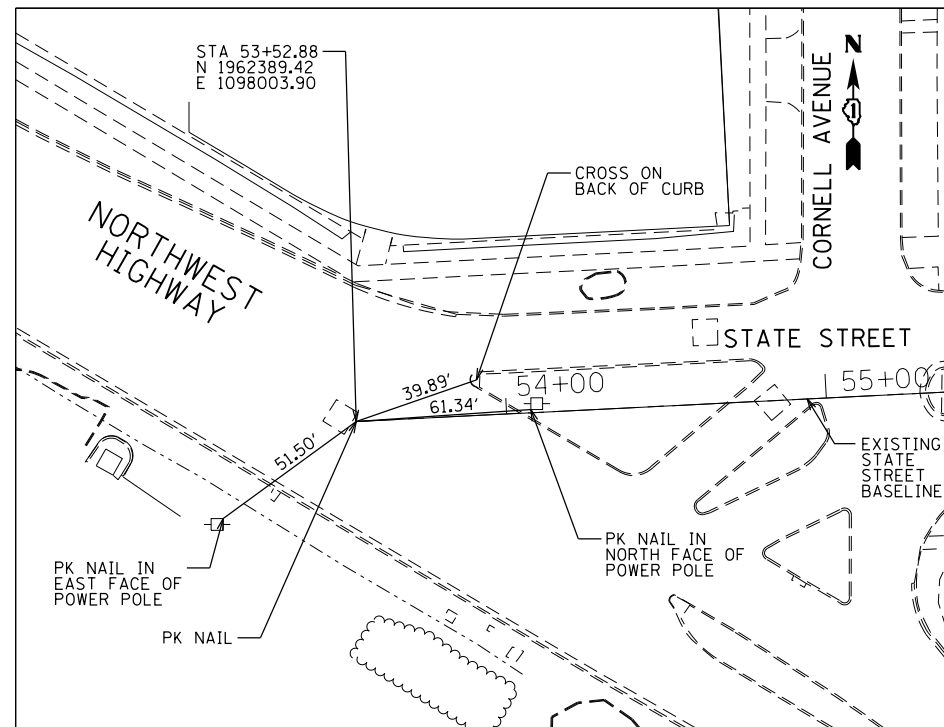 STA 53+52.88
N 1962389.42
E 1098003.90
CORNELL AVENUE
N
1
CROSS ON
BACK OF CURB
NORTHWEST
HIGHWAY
STATE STREET
39.89'
54+00
55+00
61.34'
51.50'
EXISTING
STATE
STREET
BASELINE
PK NAIL IN
NORTH FACE OF
POWER POLE
PK NAIL IN
EAST FACE OF
POWER POLE
PK NAIL